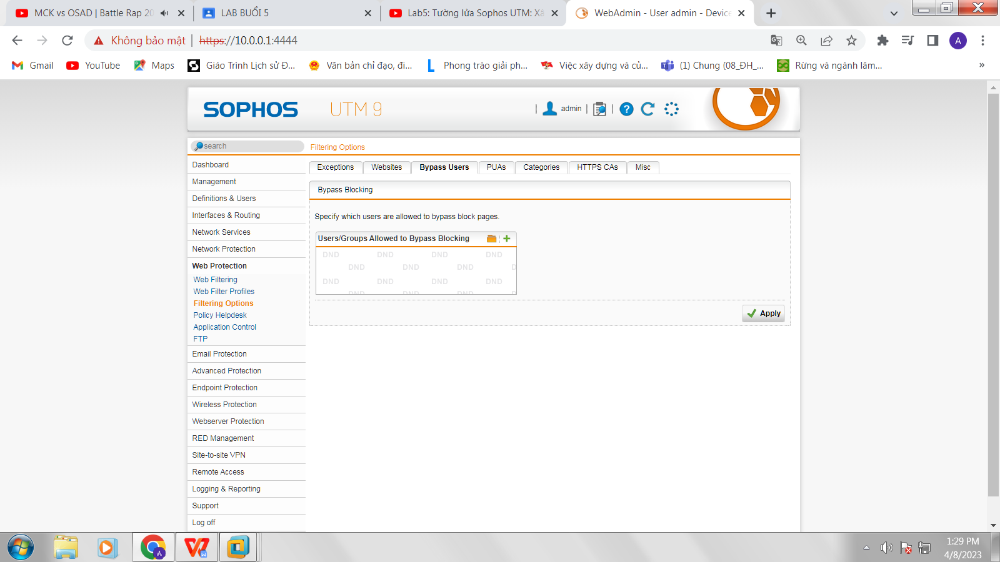 MCK vs OSAD | Battle Rap 20
LAB BUỔI 5
Lab5: Tường lửa Sophos UTM: Xâ
WebAdmin - User admin - Device
Không bảo mật | https://10.0.0.1:4444
A
Gmail
YouTube
Maps
Giáo Trình Lịch sử Đ...
Văn bản chỉ đạo, đi...
Phong trào giải ph...
Việc xây dựng và củ...
(1) Chung (08_ĐH_...
Rừng và ngành lâm...
»
SOPHOS
UTM 9
| admin | |
search
Filtering Options
Dashboard
Management
Definitions & Users
Interfaces & Routing
Network Services
Network Protection
Web Protection
Web Filtering
Web Filter Profiles
Filtering Options
Policy Helpdesk
Application Control
FTP
Email Protection
Advanced Protection
Endpoint Protection
Wireless Protection
Webserver Protection
RED Management
Site-to-site VPN
Remote Access
Logging & Reporting
Support
Log off
Exceptions
Websites
Bypass Users
PUAs
Categories
HTTPS CAs
Misc
Bypass Blocking
Specify which users are allowed to bypass block pages.
Users/Groups Allowed to Bypass Blocking
DND DND DND DND
DND DND DND D
DND DND DND DND
DND DND DND D
Apply
1:29 PM
4/8/2023